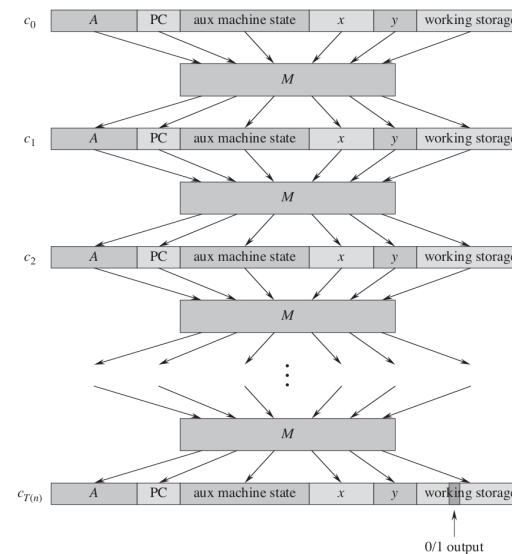 c₀ A PC aux machine state x y working storage
M
c₁ A PC aux machine state x y working storage
M
c₂ A PC aux machine state x y working storage
M
M
c_T(n) A PC aux machine state x y working storage
0/1 output